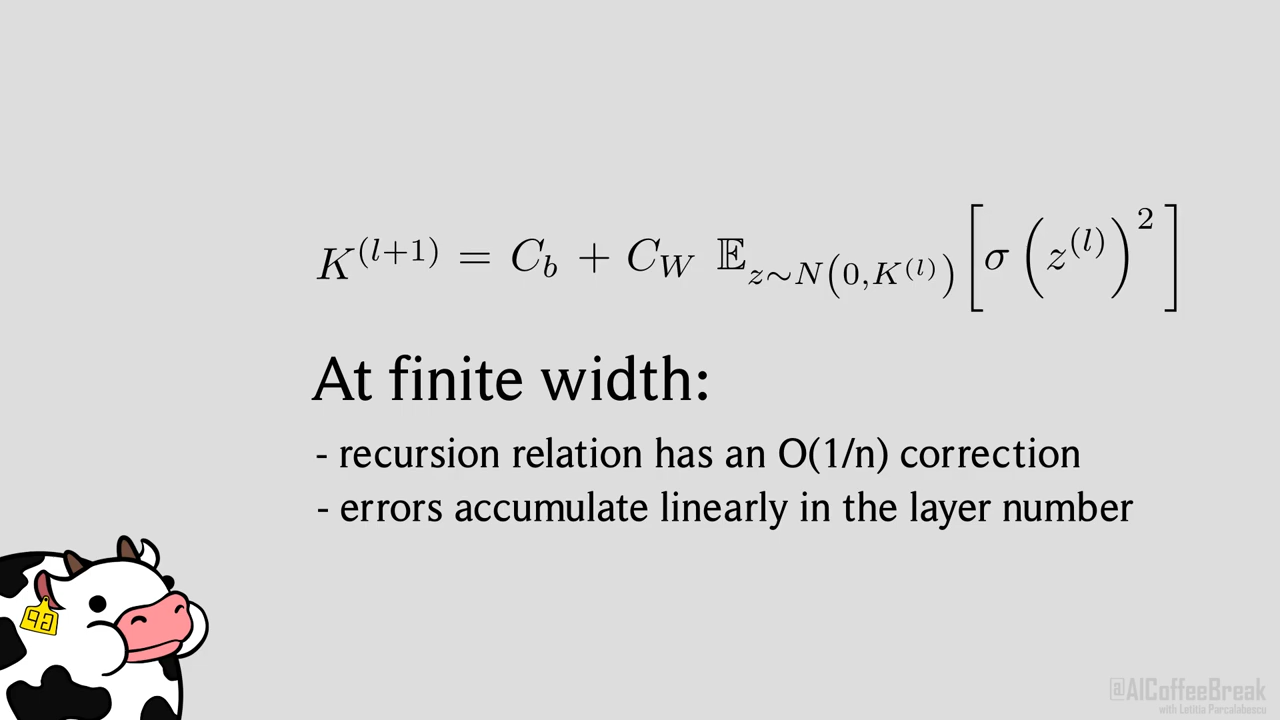 K^{(l+1)} = C_b + C_W 𝔼_{z∼N(0,K^{(l)})} [σ(z^{(l)})^2]
At finite width:
- recursion relation has an O(1/n) correction
- errors accumulate linearly in the layer number
@AICoffeeBreak
with Letitia Parcalabescu